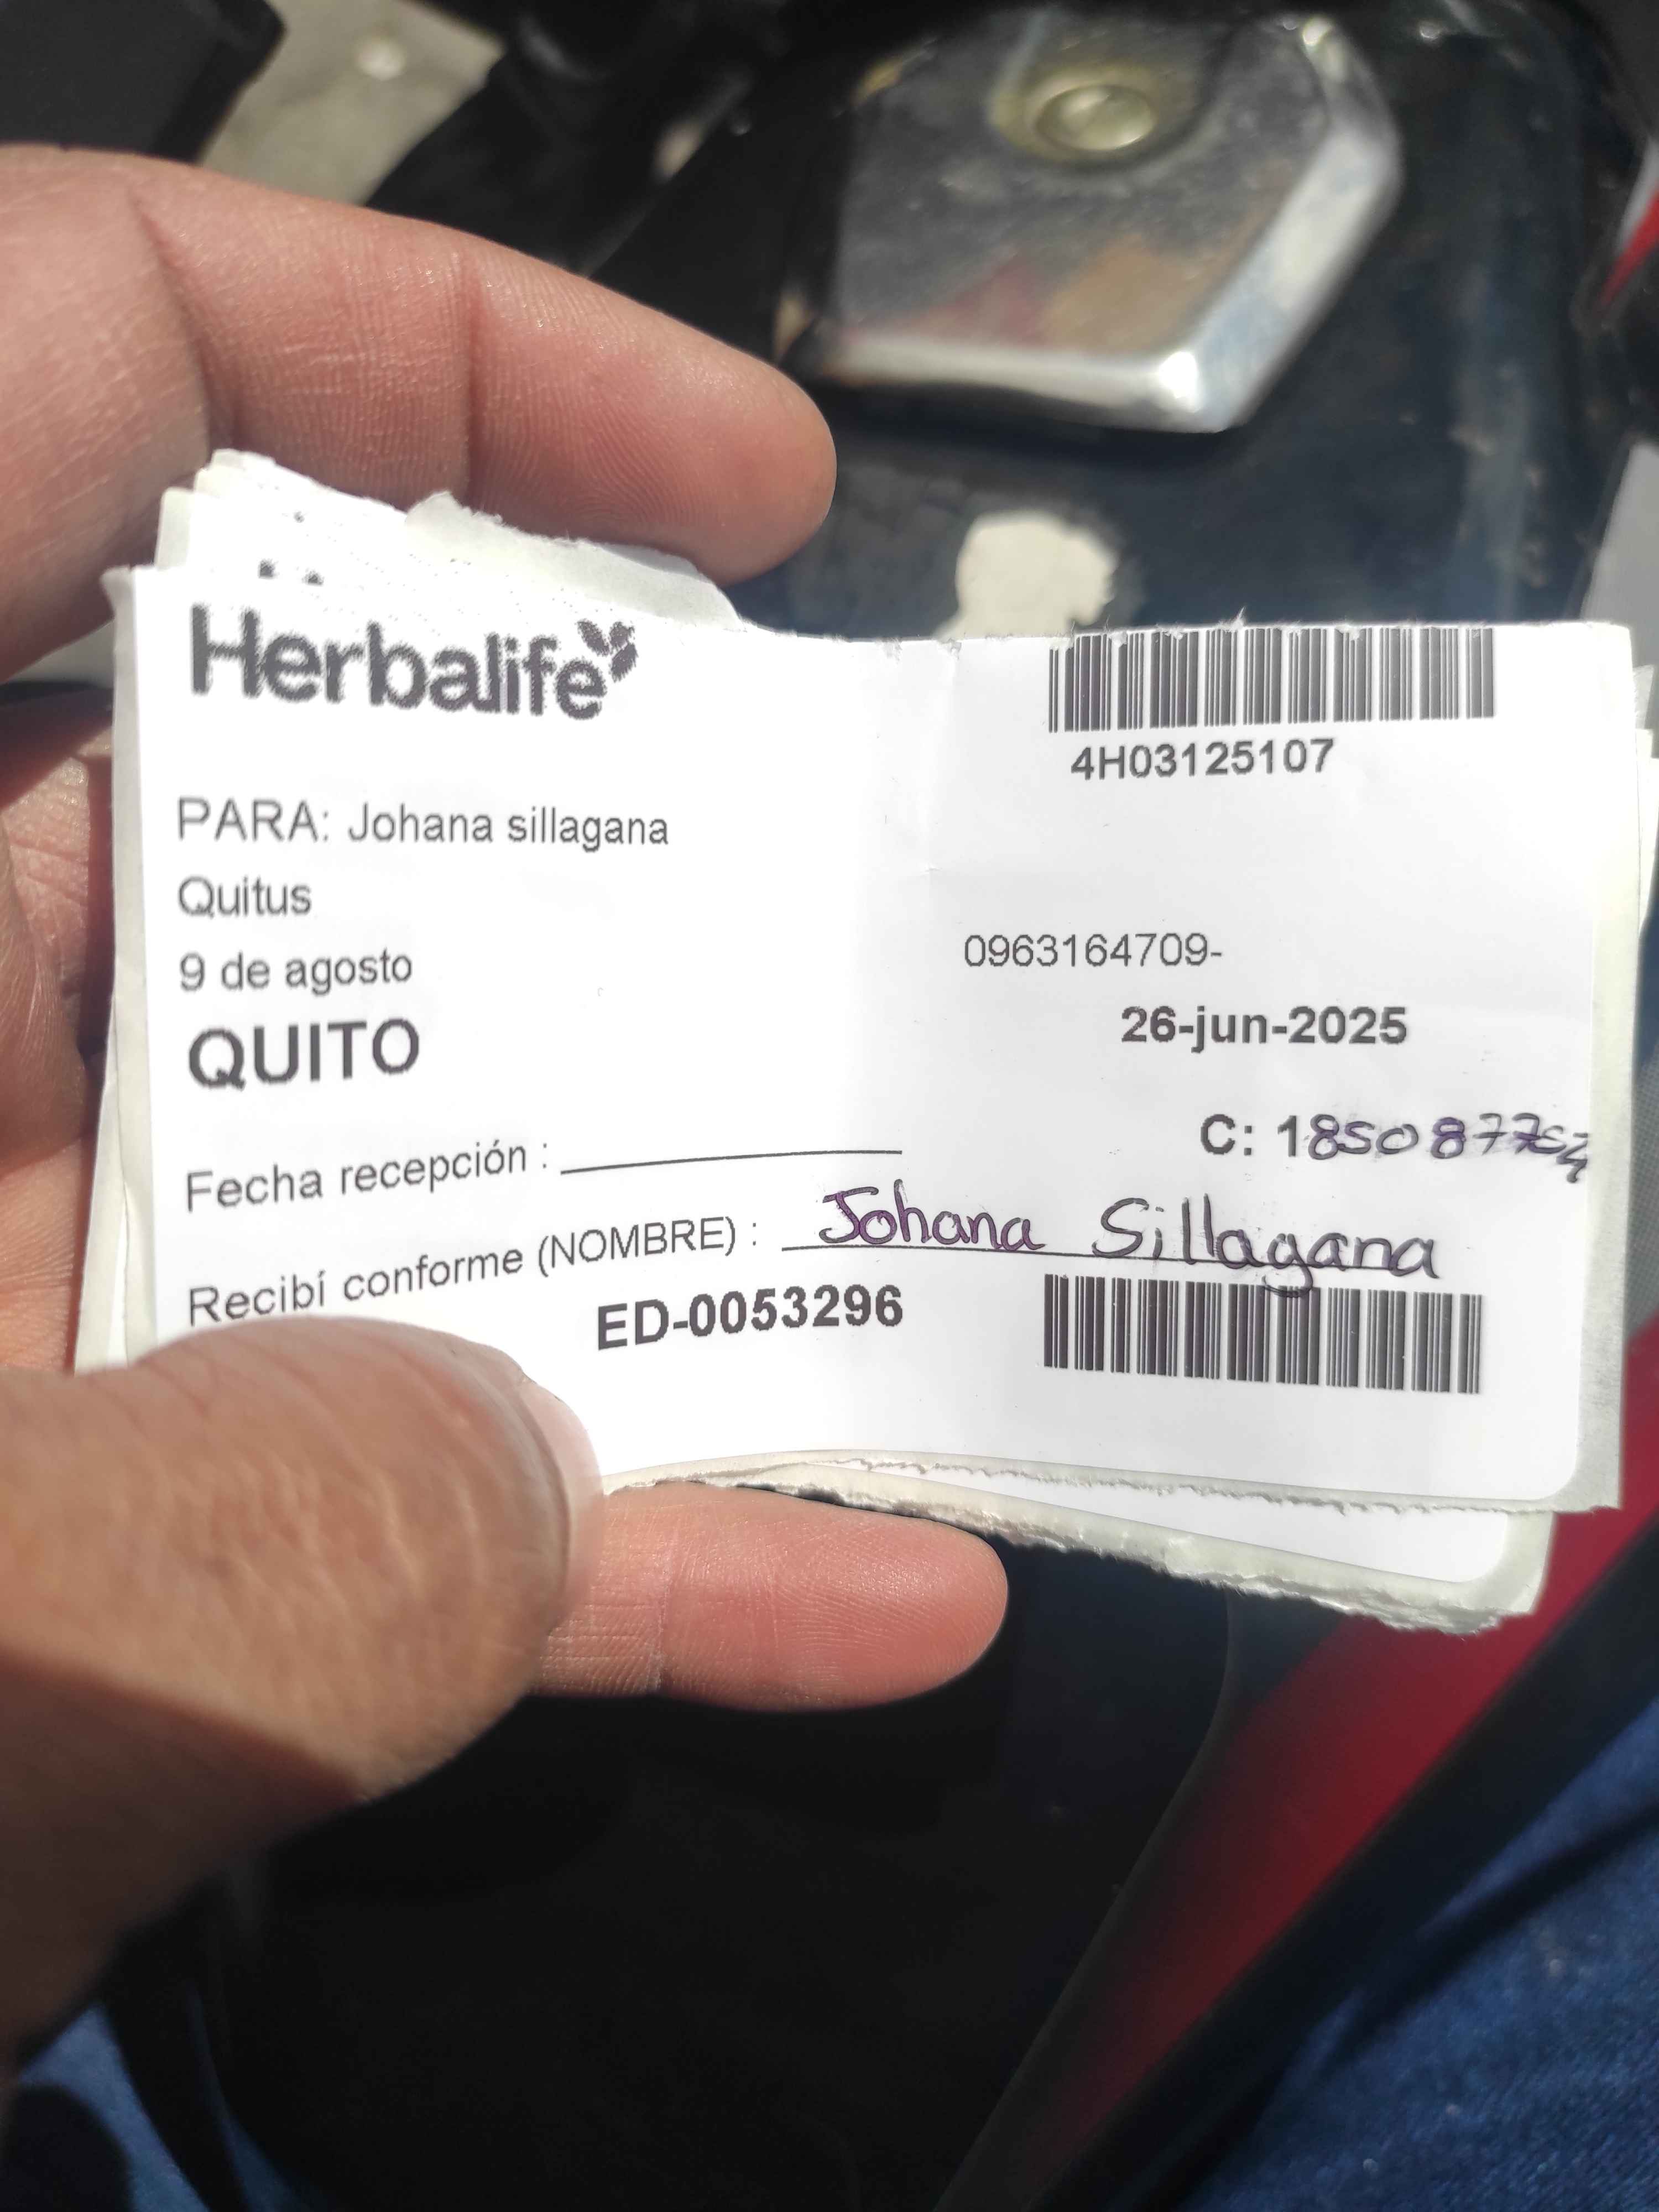 Herbalife
4H03125107
PARA: Johana sillagana
Quitus
0963164709-
9 de agosto
26-jun-2025
QUITO
Fecha recepción :
C:
Recibí conforme (NOMBRE) : Johana Sillagana
ED-0053296